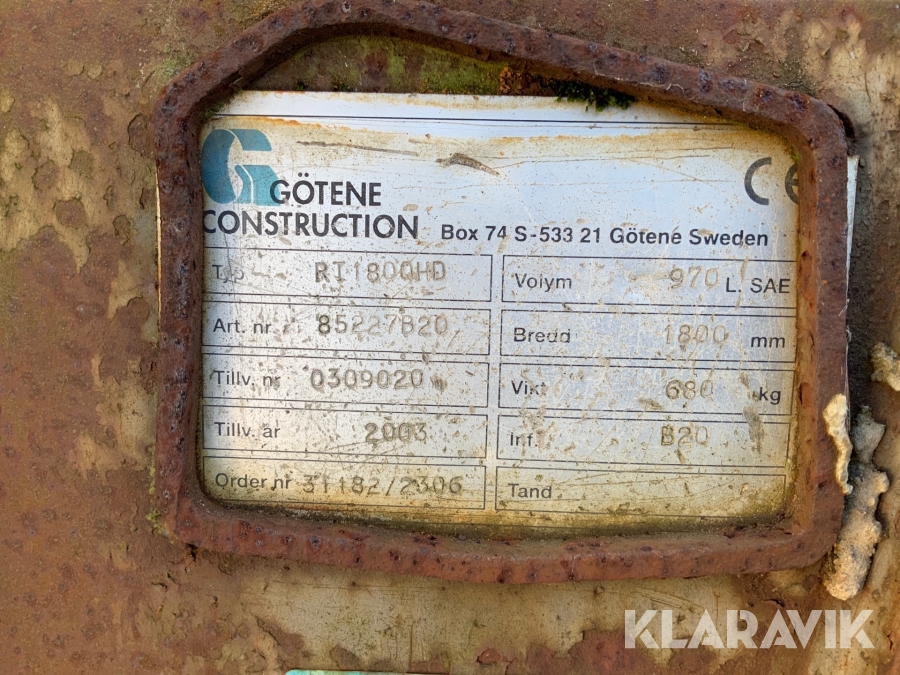 G
GÖTENE
CONSTRUCTION Box 74 S-533 21 Götene Sweden
CE
Typ RI1800HD
Volym 970 L. SAE
Art. nr 85227B20
Bredd 1800 mm
Tillv. nr 0309020
Vikt 680 kg
Tillv år 2003
Inf. B20
Order nr 31182/2306
Tand
KLARAVIK